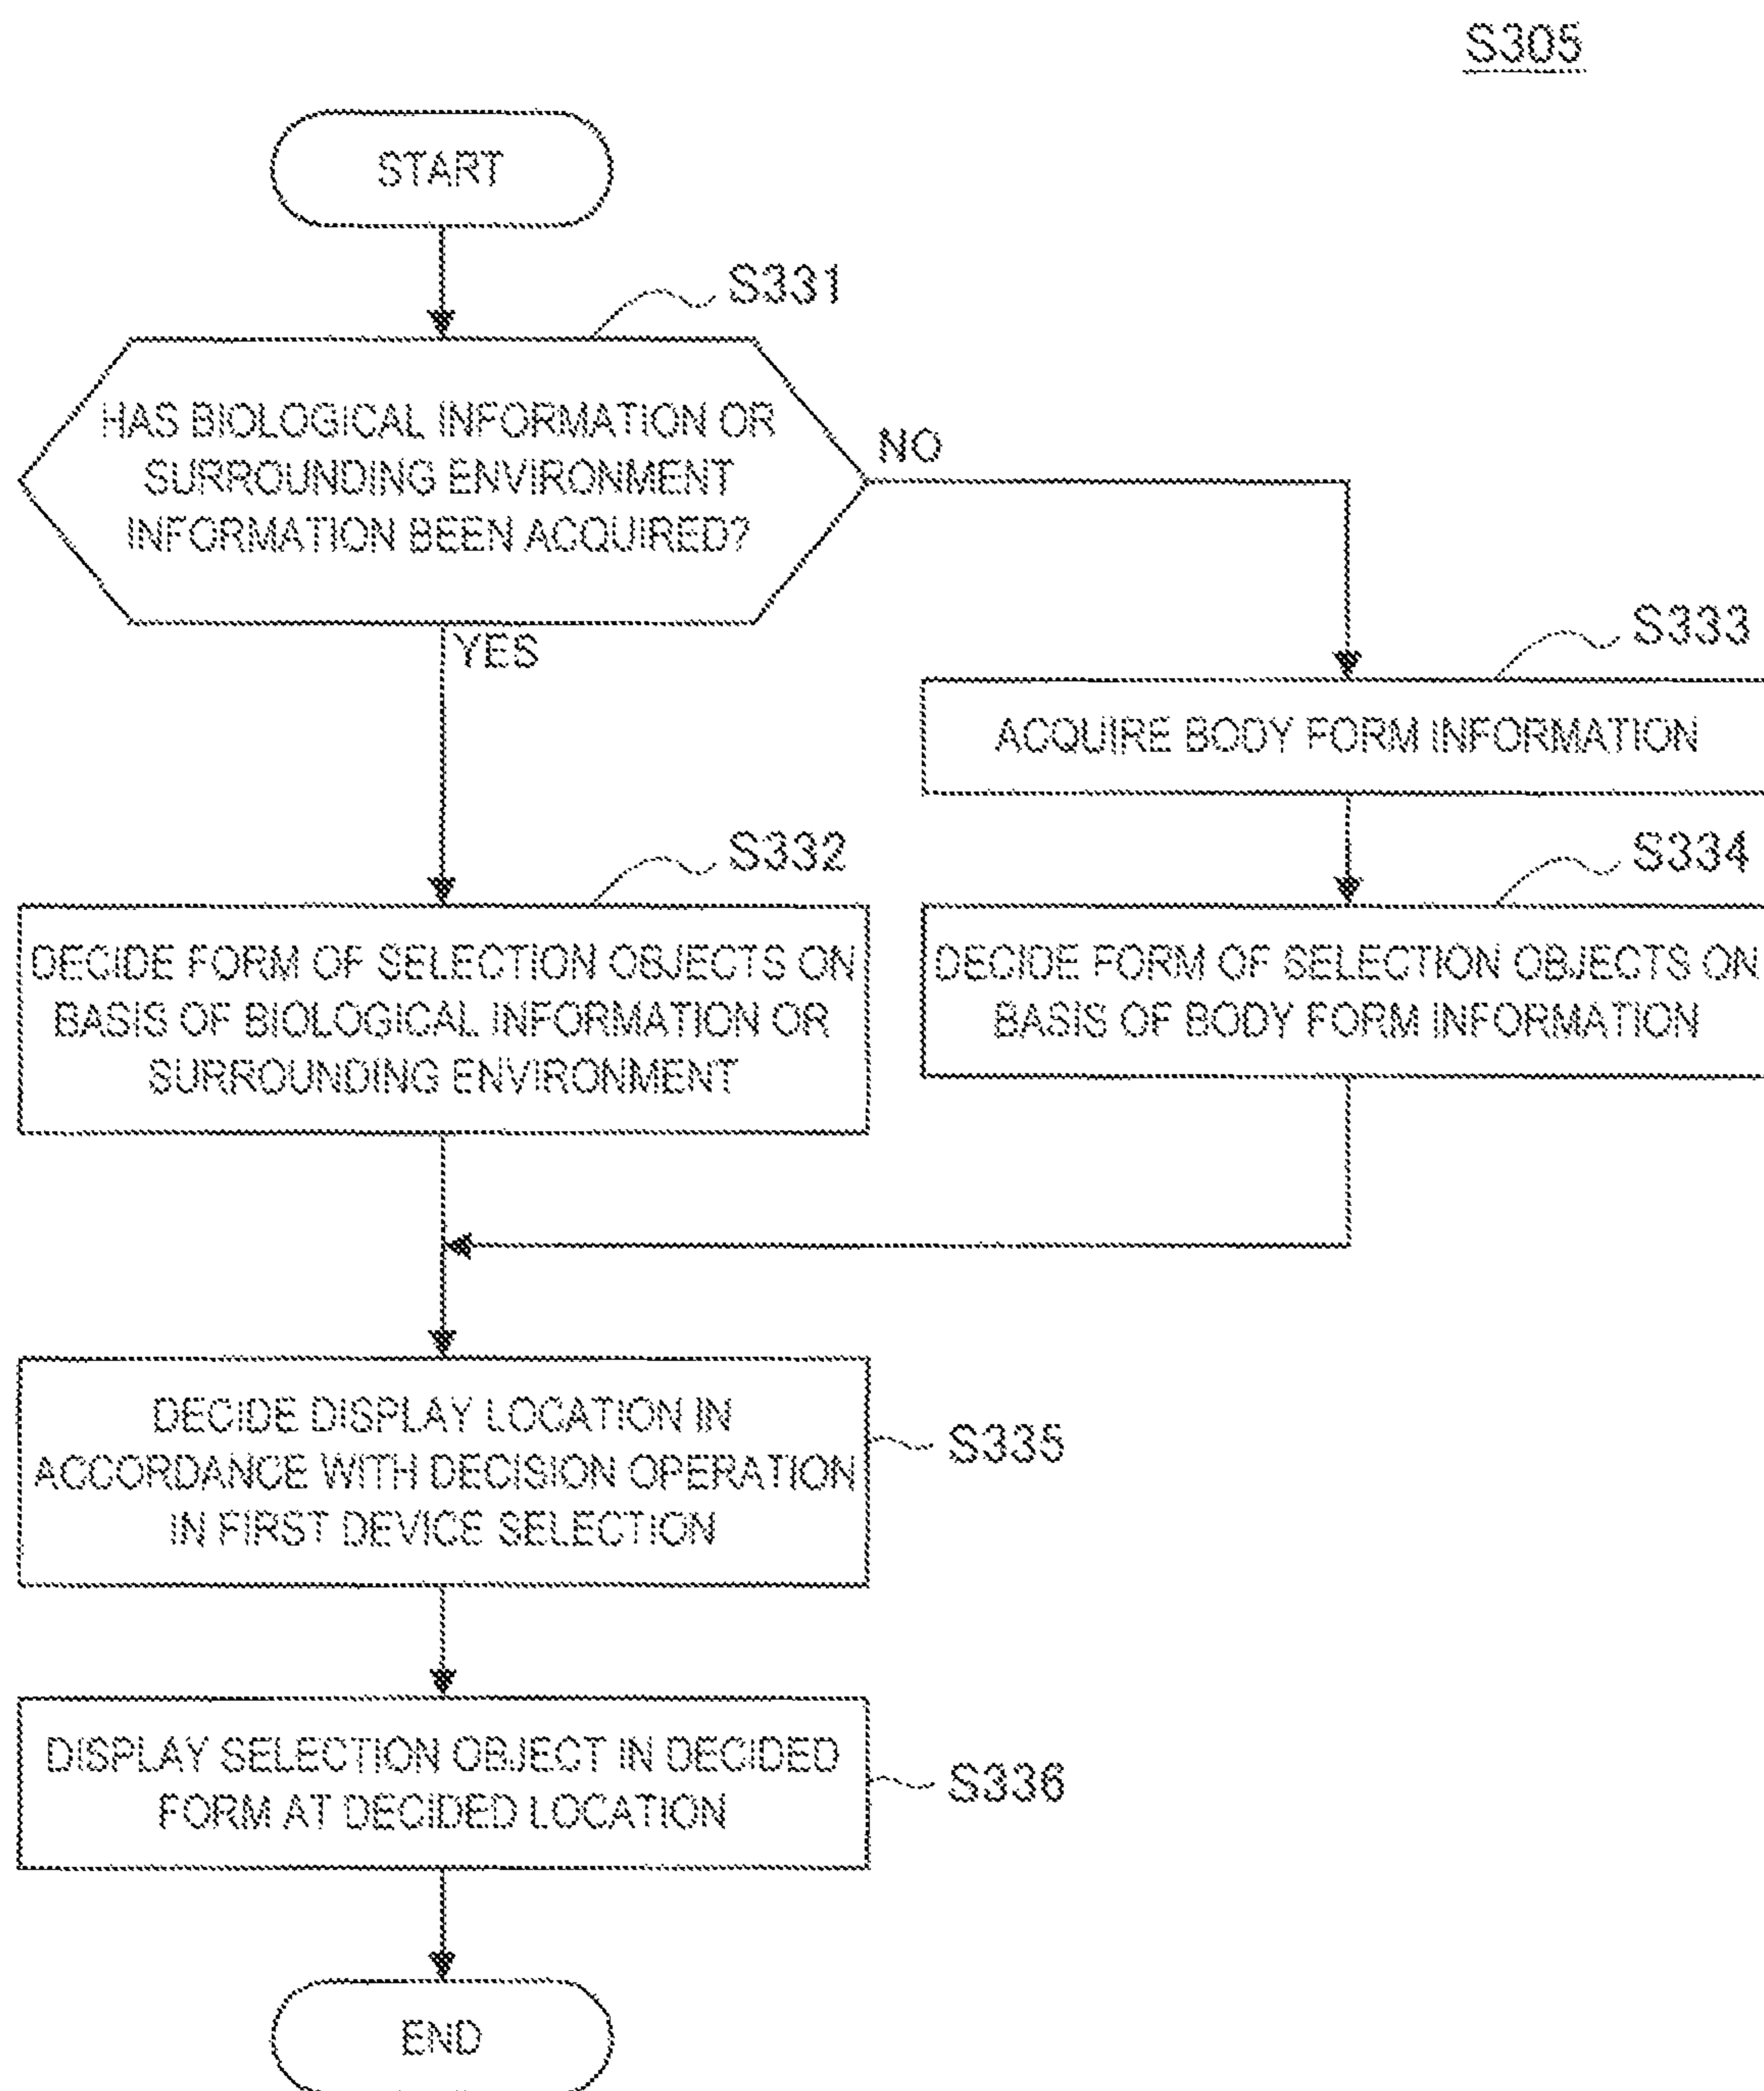 S305
START
S331
HAS BIOLOGICAL INFORMATION OR
SURROUNDING ENVIRONMENT
INFORMATION BEEN ACQUIRED?
NO
YES
S333
ACQUIRE BODY FORM INFORMATION
S332
DECIDE FORM OF SELECTION OBJECTS ON
BASIS OF BIOLOGICAL INFORMATION OR
SURROUNDING ENVIRONMENT
S334
DECIDE FORM OF SELECTION OBJECTS ON
BASIS OF BODY FORM INFORMATION
DECIDE DISPLAY LOCATION IN
ACCORDANCE WITH DECISION OPERATION
IN FIRST DEVICE SELECTION
S335
DISPLAY SELECTION OBJECT IN DECIDED
FORM AT DECIDED LOCATION
S336
END